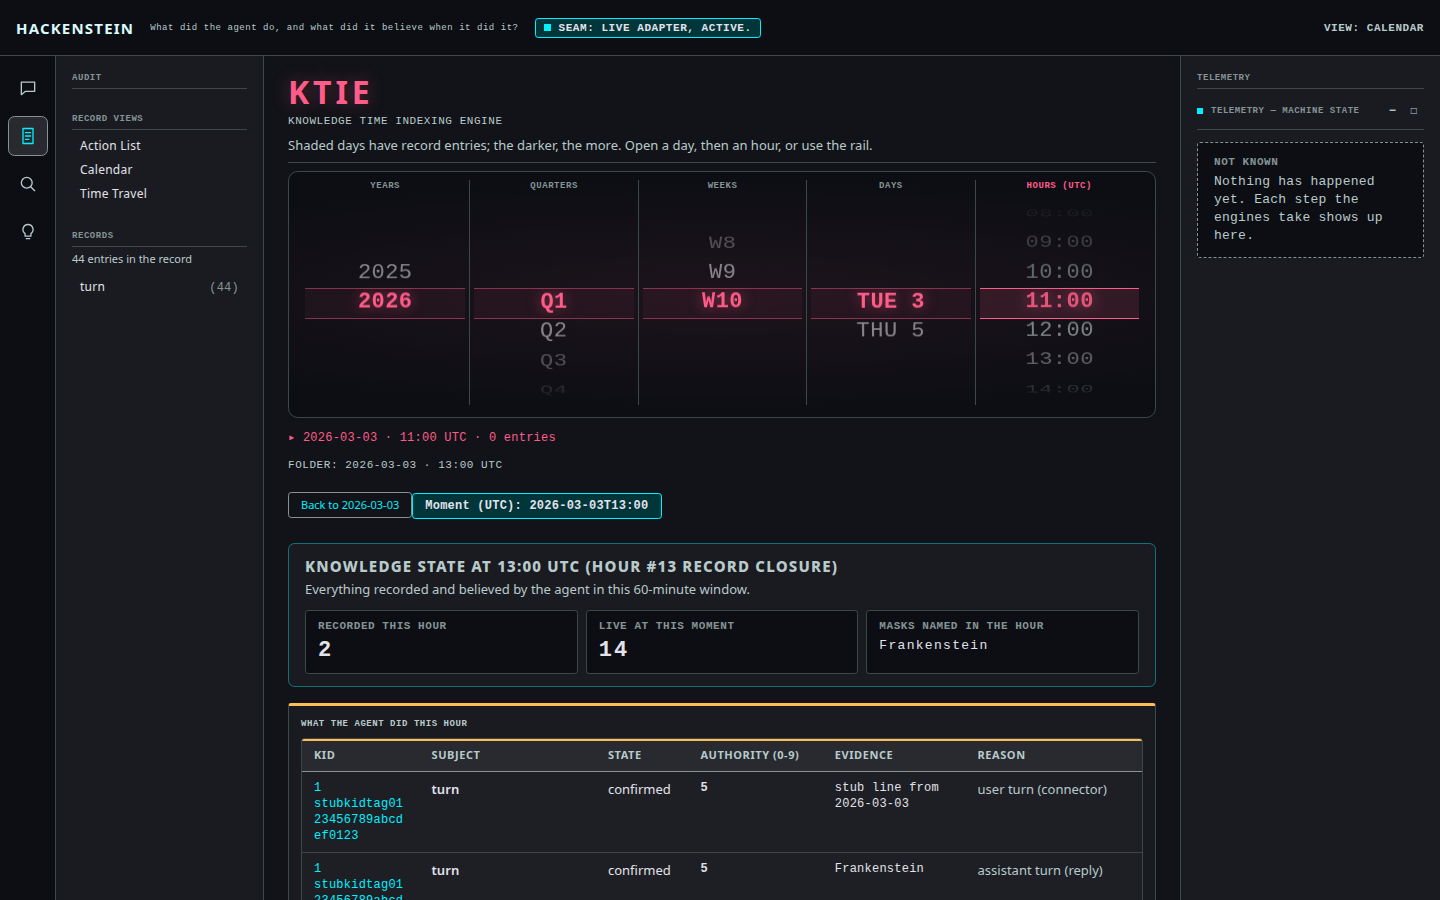 HACKENSTEIN
What did the agent do, and what did it believe when it did it?
SEAM: LIVE ADAPTER, ACTIVE.
VIEW: CALENDAR
AUDIT
RECORD VIEWS
Action List
Calendar
Time Travel
RECORDS
44 entries in the record
turn (44)
KTIE
KNOWLEDGE TIME INDEXING ENGINE
Shaded days have record entries; the darker, the more. Open a day, then an hour, or use the rail.
YEARS QUARTERS WEEKS DAYS HOURS (UTC)
08:00
W8 09:00
2025 W9 10:00
2026 Q1 W10 TUE 3 11:00
Q2 THU 5 12:00
Q3 13:00
Q4 14:00
▸ 2026-03-03 · 11:00 UTC · 0 entries
FOLDER: 2026-03-03 · 13:00 UTC
Back to 2026-03-03
Moment (UTC): 2026-03-03T13:00
KNOWLEDGE STATE AT 13:00 UTC (HOUR #13 RECORD CLOSURE)
Everything recorded and believed by the agent in this 60-minute window.
RECORDED THIS HOUR
2
LIVE AT THIS MOMENT
14
MASKS NAMED IN THE HOUR
Frankenstein
WHAT THE AGENT DID THIS HOUR
KID SUBJECT STATE AUTHORITY (0-9) EVIDENCE REASON
1 turn confirmed 5 stub line from user turn (connector)
stubkidtag01 2026-03-03
23456789abcd
ef0123
1 turn confirmed 5 Frankenstein assistant turn (reply)
stubkidtag01
23456789abcd
TELEMETRY
TELEMETRY — MACHINE STATE
NOT KNOWN
Nothing has happened
yet. Each step the
engines take shows up
here.